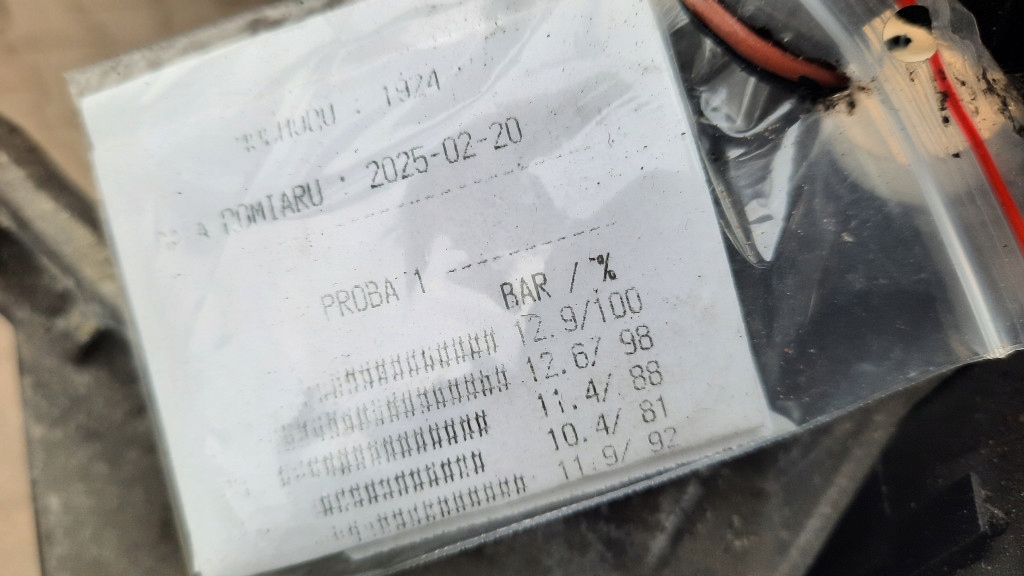 1924
POMIARU : 2025-02-20
PROBA 1
BAR / %
############ 12.9/100
############# 12.6/ 98
############ 11.4/ 88
########### 10.4/ 81
############ 11.9/ 92